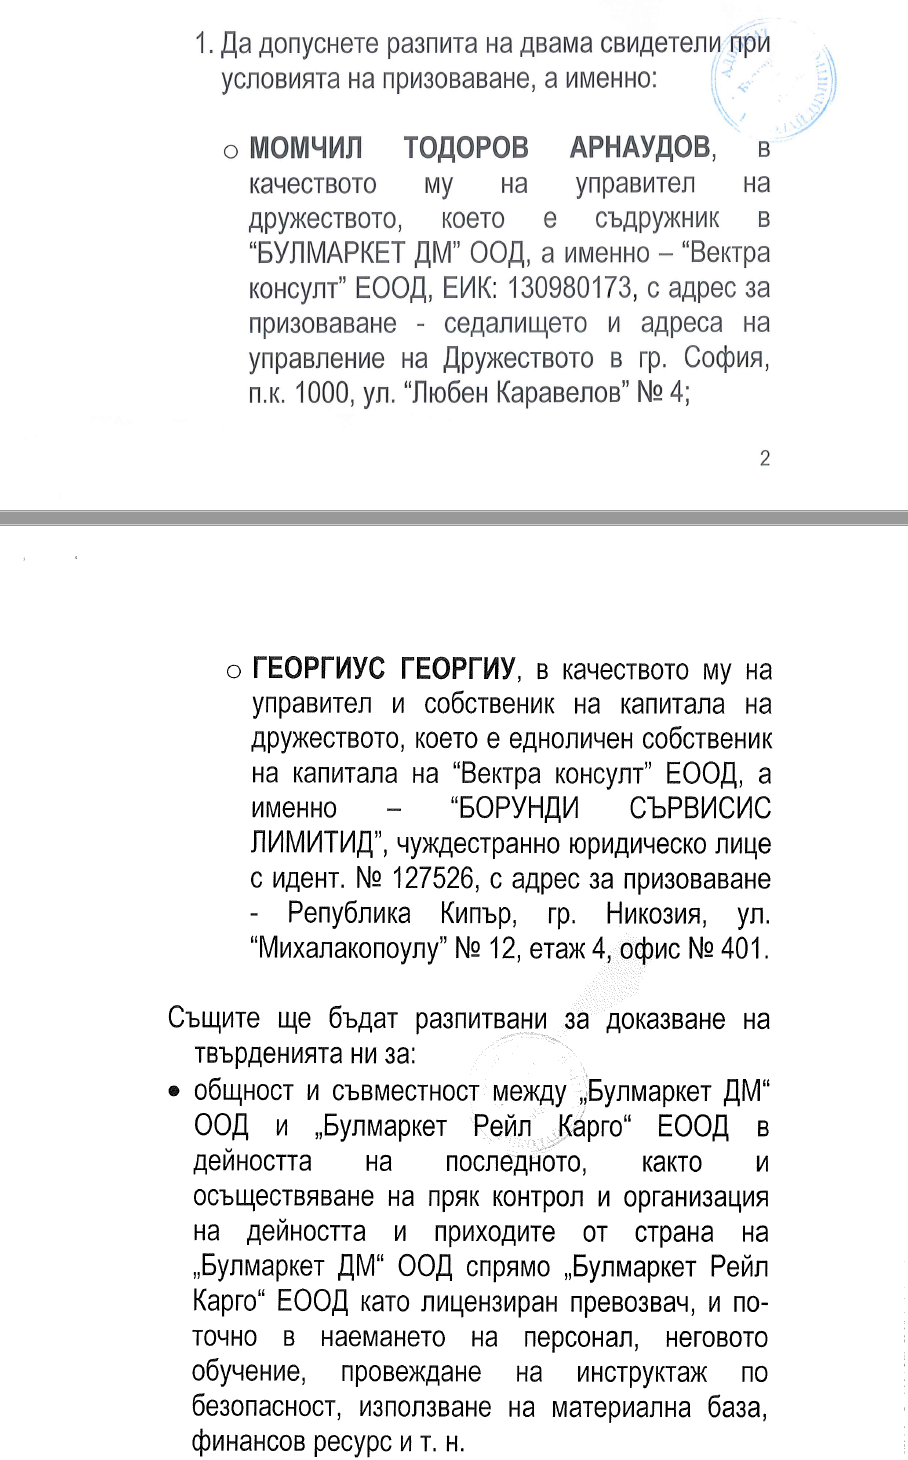 1. Да допуснете разпита на двама свидетели при
условията на призоваване, а именно:
○ МОМЧИЛ ТОДОРОВ АРНАУДОВ, в
качеството му на управител на
дружеството, което е съдружник в
“БУЛМАРКЕТ ДМ” ООД, а именно – “Вектра
консулт” ЕООД, ЕИК: 130980173, с адрес за
призоваване - седалището и адреса на
управление на Дружеството в гр. София,
п.к. 1000, ул. “Любен Каравелов” № 4;
2
○ ГЕОРГИУС ГЕОРГИУ, в качеството му на
управител и собственик на капитала на
дружеството, което е едноличен собственик
на капитала на “Вектра консулт” ЕООД, а
именно – “БОРУНДИ СЪРВИСИС
ЛИМИТИД”, чуждестранно юридическо лице
с идент. № 127526, с адрес за призоваване
- Република Кипър, гр. Никозия, ул.
“Михалакопоулу” № 12, етаж 4, офис № 401.
Същите ще бъдат разпитвани за доказване на
твърденията ни за:
• общност и съвместност между „Булмаркет ДМ“
ООД и „Булмаркет Рейл Карго“ ЕООД в
дейността на последното, както и
осъществяване на пряк контрол и организация
на дейността и приходите от страна на
„Булмаркет ДМ“ ООД спрямо „Булмаркет Рейл
Карго“ ЕООД като лицензиран превозвач, и по-
точно в наемането на персонал, неговото
обучение, провеждане на инструктаж по
безопасност, използване на материална база,
финансов ресурс и т. н.